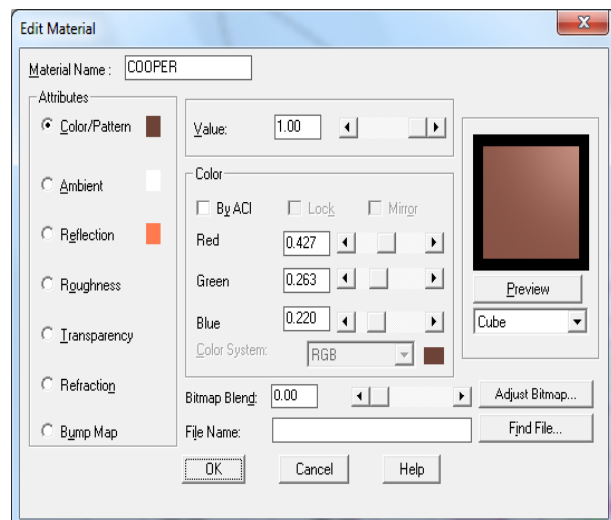 Edit Material
Material Name : COOPER
Attributes
Color/Pattern
Ambient
Reflection
Roughness
Transparency
Refraction
Bump Map
Value: 1.00
Color
By ACI Lock Mirror
Red 0.427
Green 0.263
Blue 0.220
Color System: RGB
Preview
Cube
Bitmap Blend: 0.00 Adjust Bitmap...
File Name: Find File...
OK Cancel Help